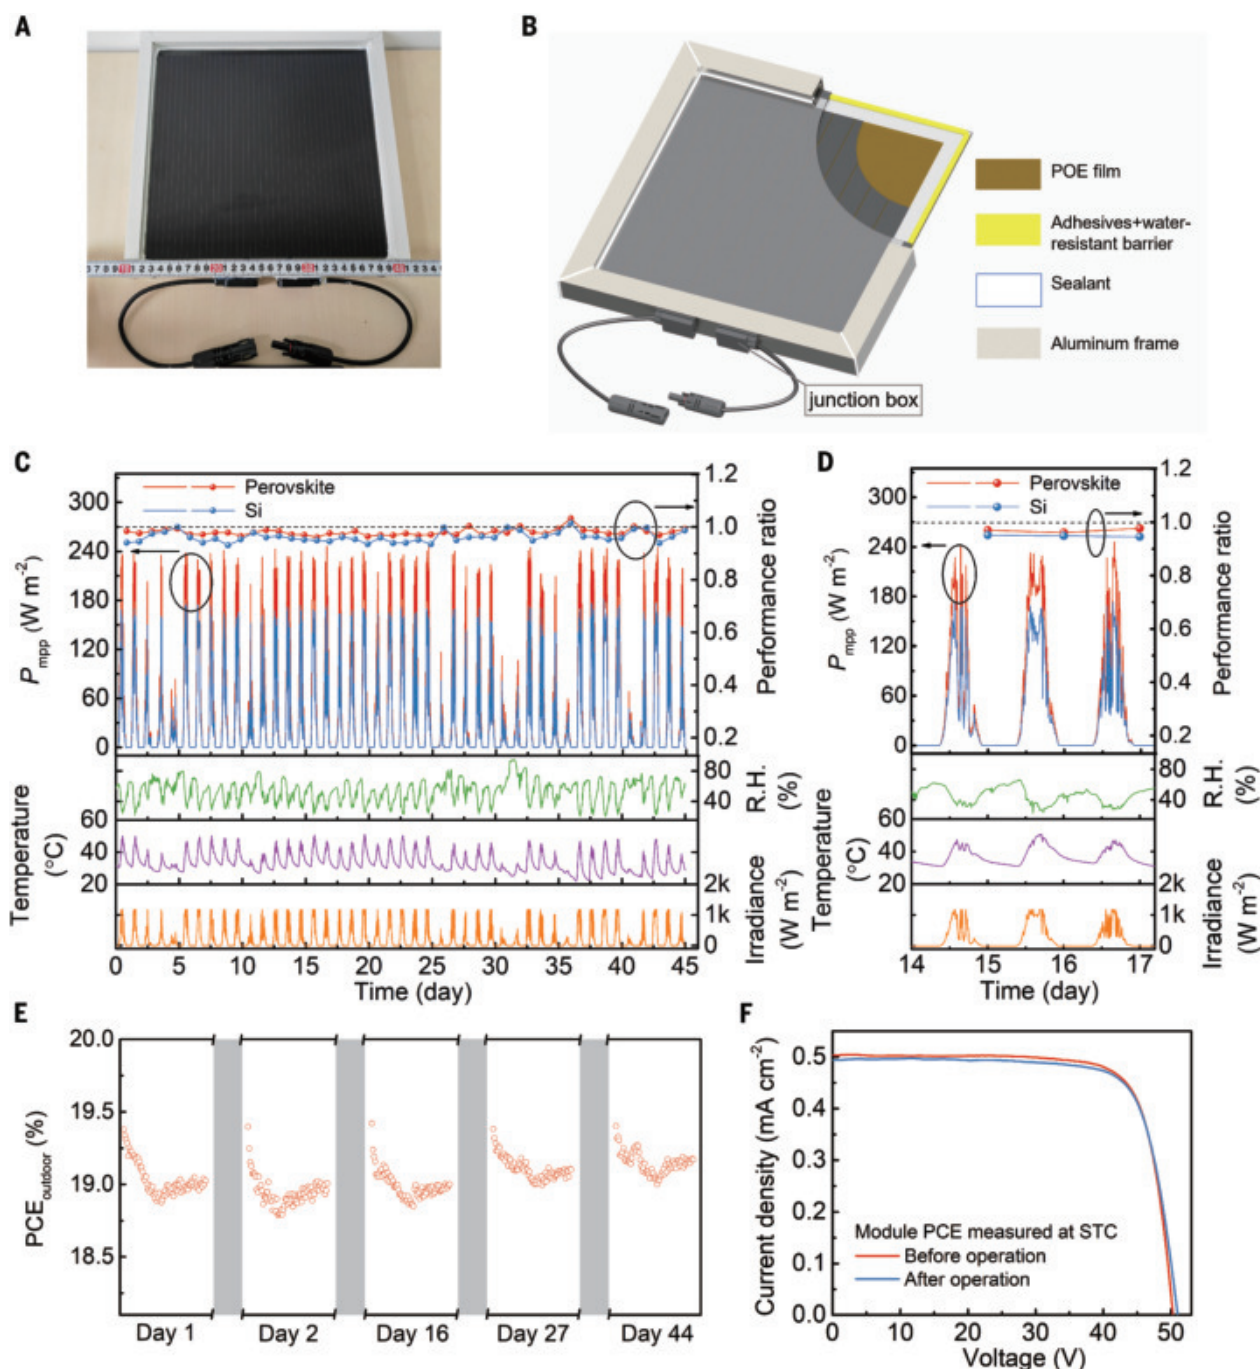 A
B
POE film
Adhesives+water-
resistant barrier
Sealant
Aluminum frame
junction box
C
Perovskite
Si
300
240
180
120
60
0
P mpp (W m-2)
1.2
1.0
0.8
0.6
0.4
0.2
Performance ratio
80
40
R.H.
(%)
60
40
20
Temperature
(°C)
2k
1k
0
Irradiance
(W m-2)
0 5 10 15 20 25 30 35 40 45
Time (day)
D
Perovskite
Si
300
240
180
120
60
0
P mpp (W m-2)
1.2
1.0
0.8
0.6
0.4
0.2
Performance ratio
80
40
R.H.
(%)
60
40
20
Temperature
(°C)
2k
1k
0
Irradiance
(W m-2)
14 15 16 17
Time (day)
E
20.0
19.5
19.0
18.5
PCE outdoor (%)
Day 1 Day 2 Day 16 Day 27 Day 44
F
0.5
0.4
0.5
0.2
0.1
0.0
Current density (mA cm-2)
Module PCE measured at STC
Before operation
After operation
0 10 20 30 40 50
Voltage (V)